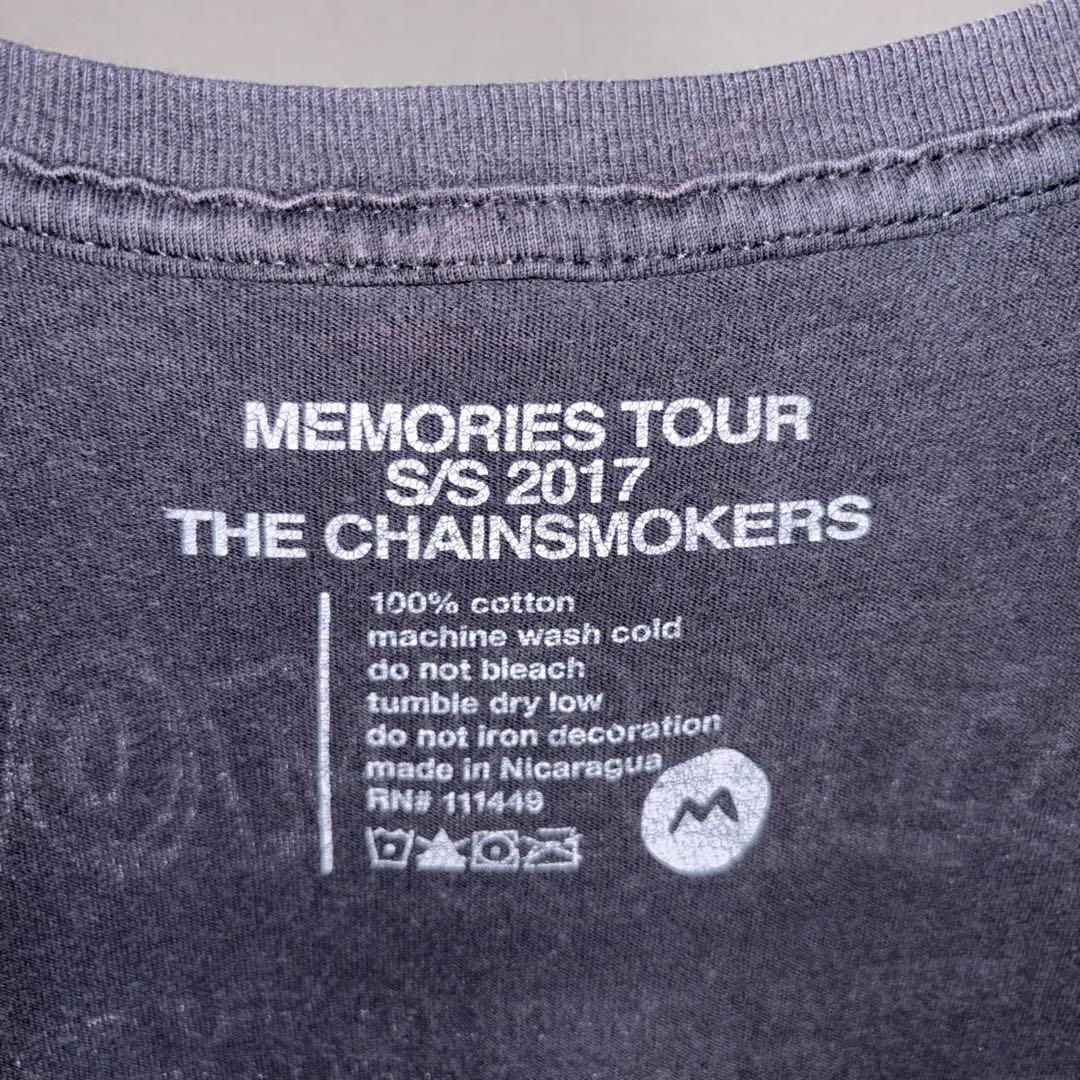 MEMORIES TOUR
S/S 2017
THE CHAINSMOKERS
100% cotton
machine wash cold
do not bleach
tumble dry low
do not iron decoration
made in Nicaragua
RN# 111449
M